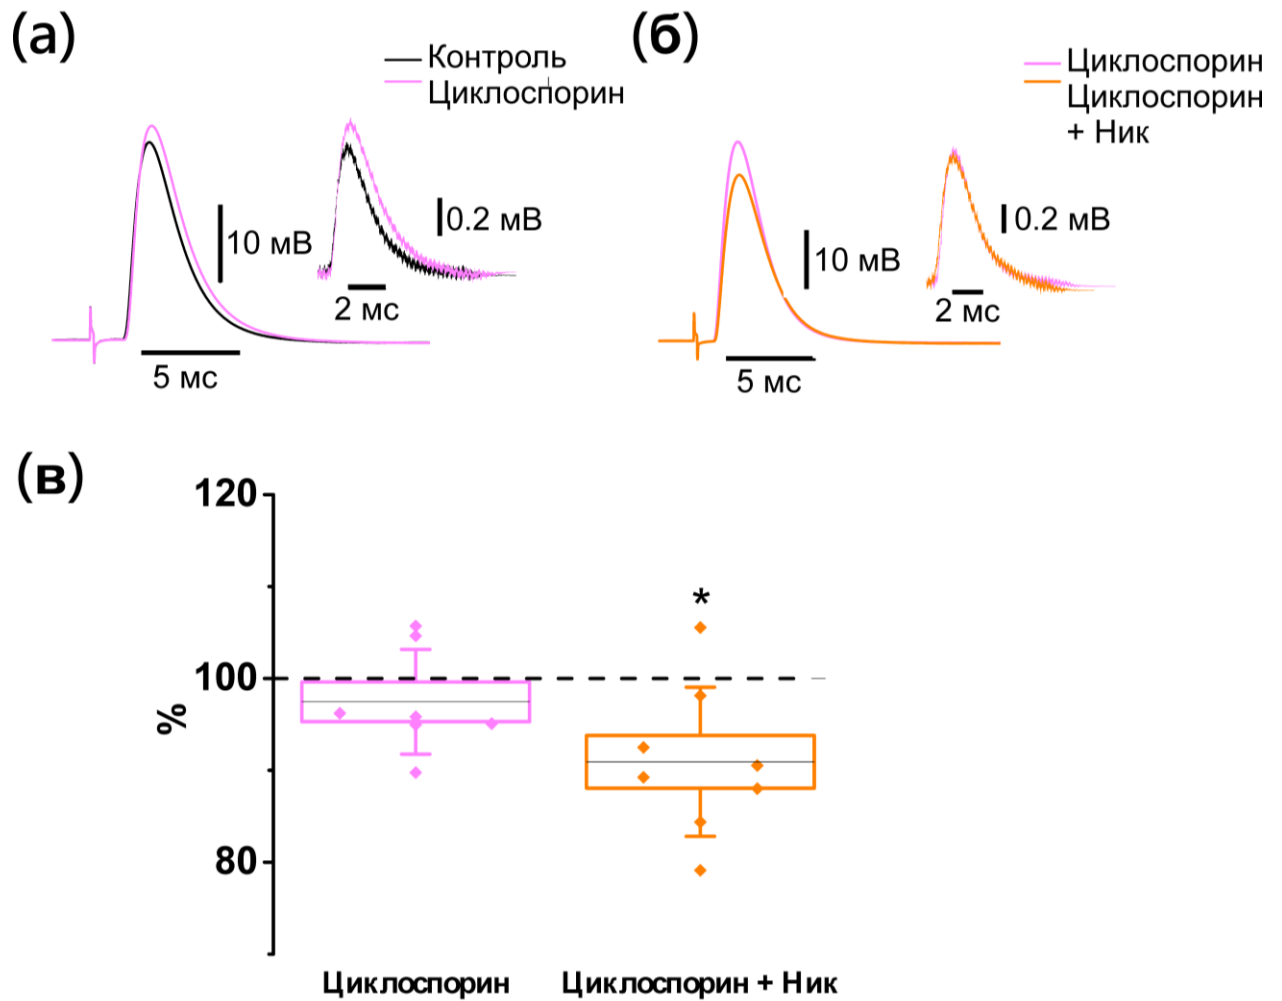 (а)
Контроль
Циклоспорин
10 мВ
0.2 мВ
2 мс
5 мс
(б)
Циклоспорин
Циклоспорин
+ Ник
10 мВ
0.2 мВ
2 мс
5 мс
(в)
120
*
100
%
80
Циклоспорин
Циклоспорин + Ник